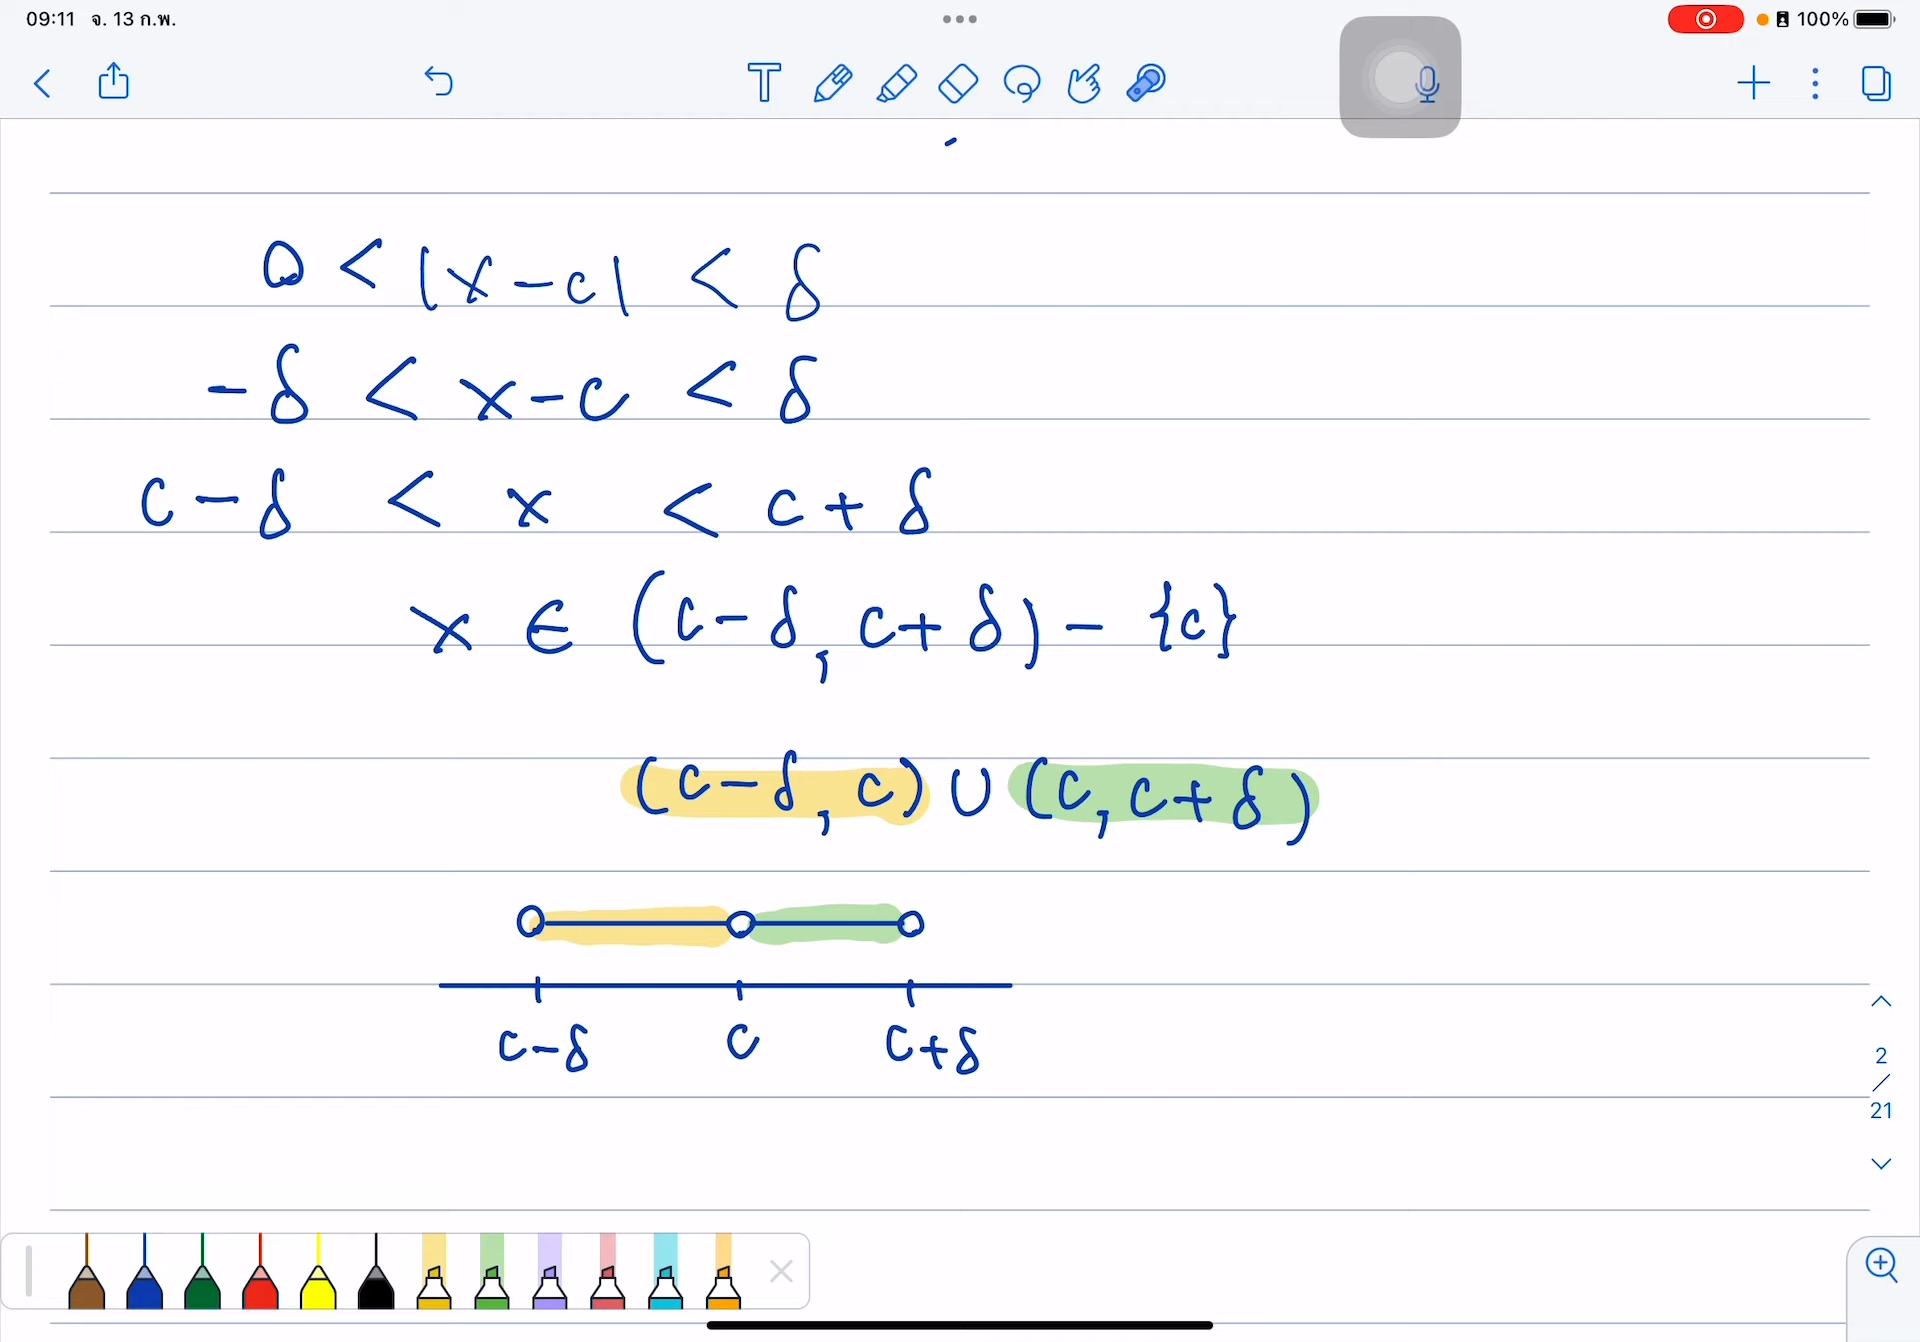 09:11 จ. 13 ก.พ.
100%
0 < |x-c| < δ
-δ < x-c < δ
c-δ < x < c+δ
x ∈ (c-δ, c+δ) - {c}
(c-δ, c) ∪ (c, c+δ)
c-δ c c+δ
2
/
21